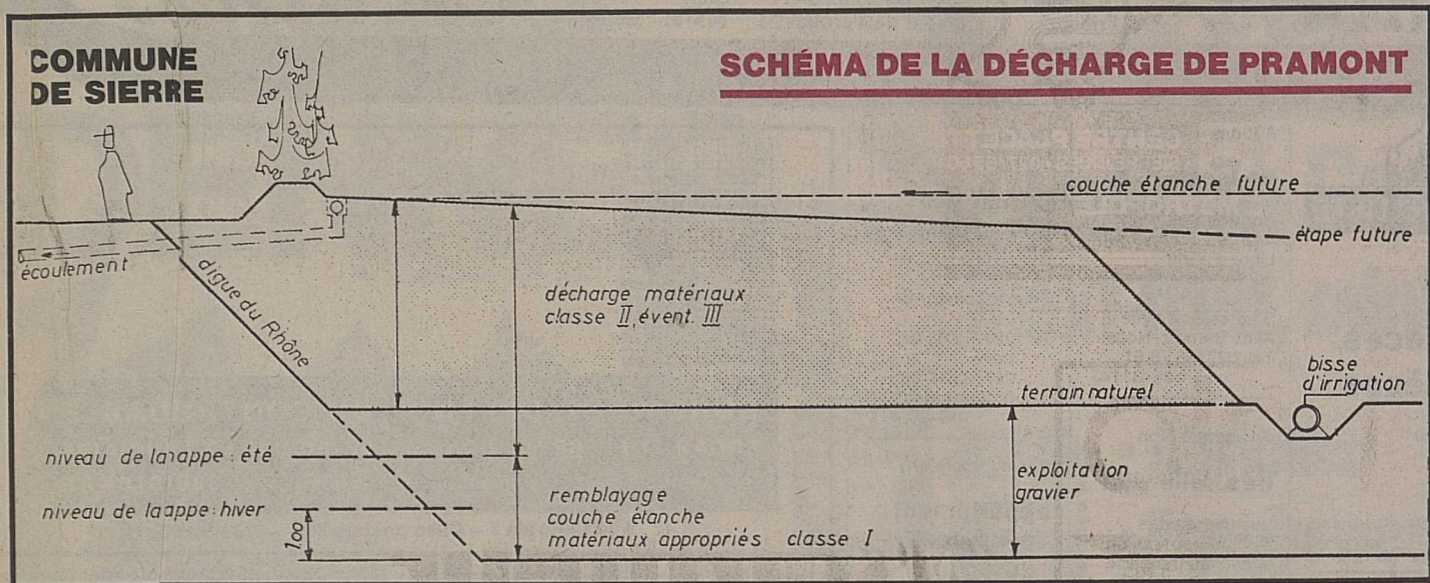 COMMUNE
DE SIERRE
SCHÉMA DE LA DÉCHARGE DE PRAMONT
couche étanche future
étape future
écoulement
digue du Rhône
décharge matériaux
classe II, évent. III
bisse
d'irrigation
terrain naturel
niveau de la nappe : été
exploitation
gravier
niveau de la nappe : hiver
remblayage
couche étanche
matériaux appropriés classe I
1.00